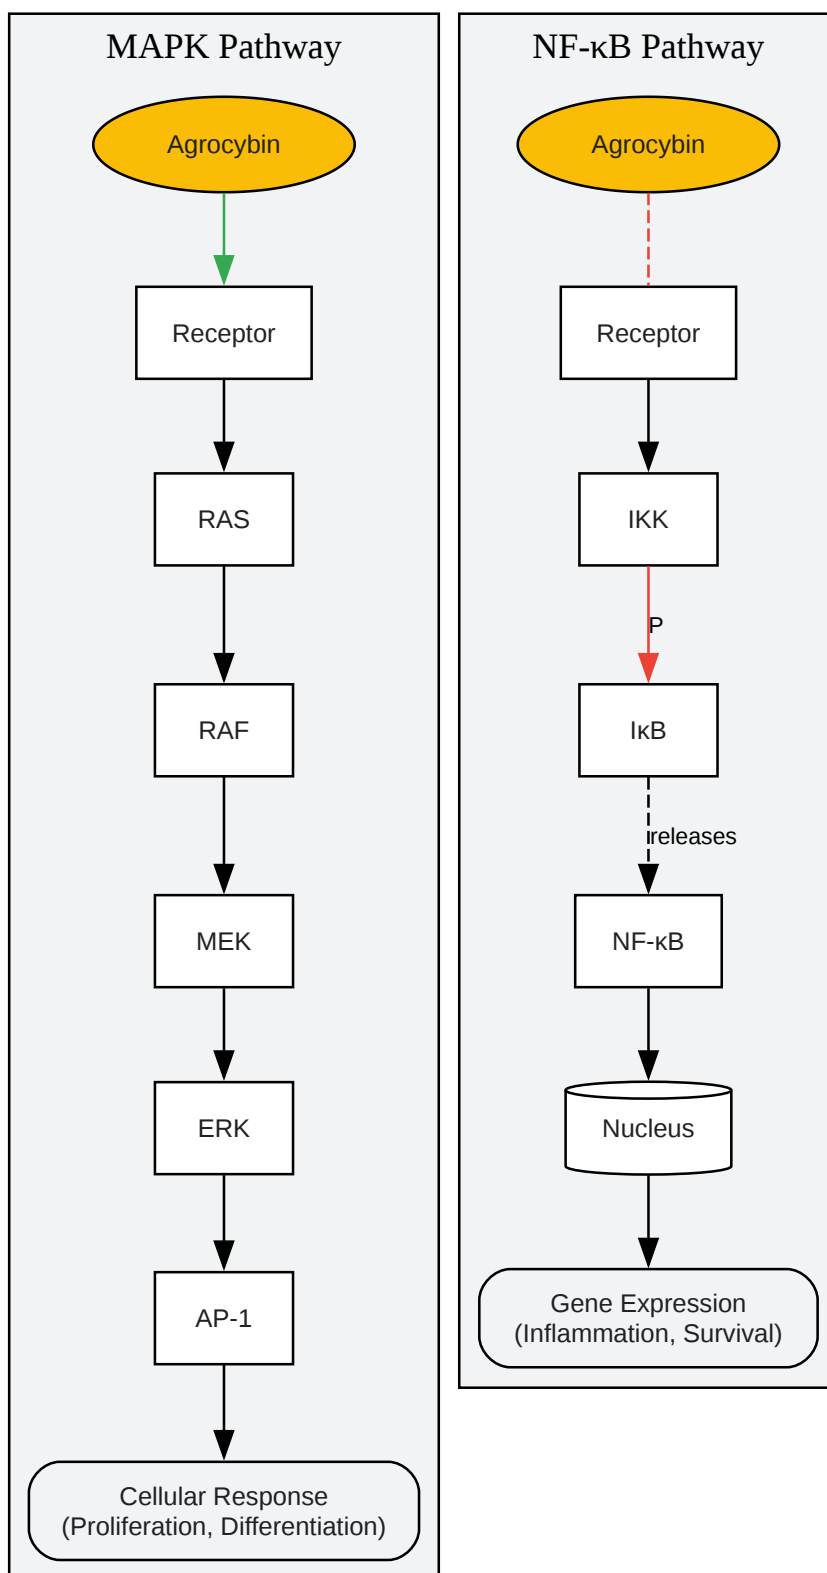 MAPK Pathway
Agrocybin
Receptor
RAS
RAF
MEK
ERK
AP-1
Cellular Response
(Proliferation, Differentiation)
NF-κB Pathway
Agrocybin
Receptor
IKK
P
IκB
releases
NF-κB
Nucleus
Gene Expression
(Inflammation, Survival)